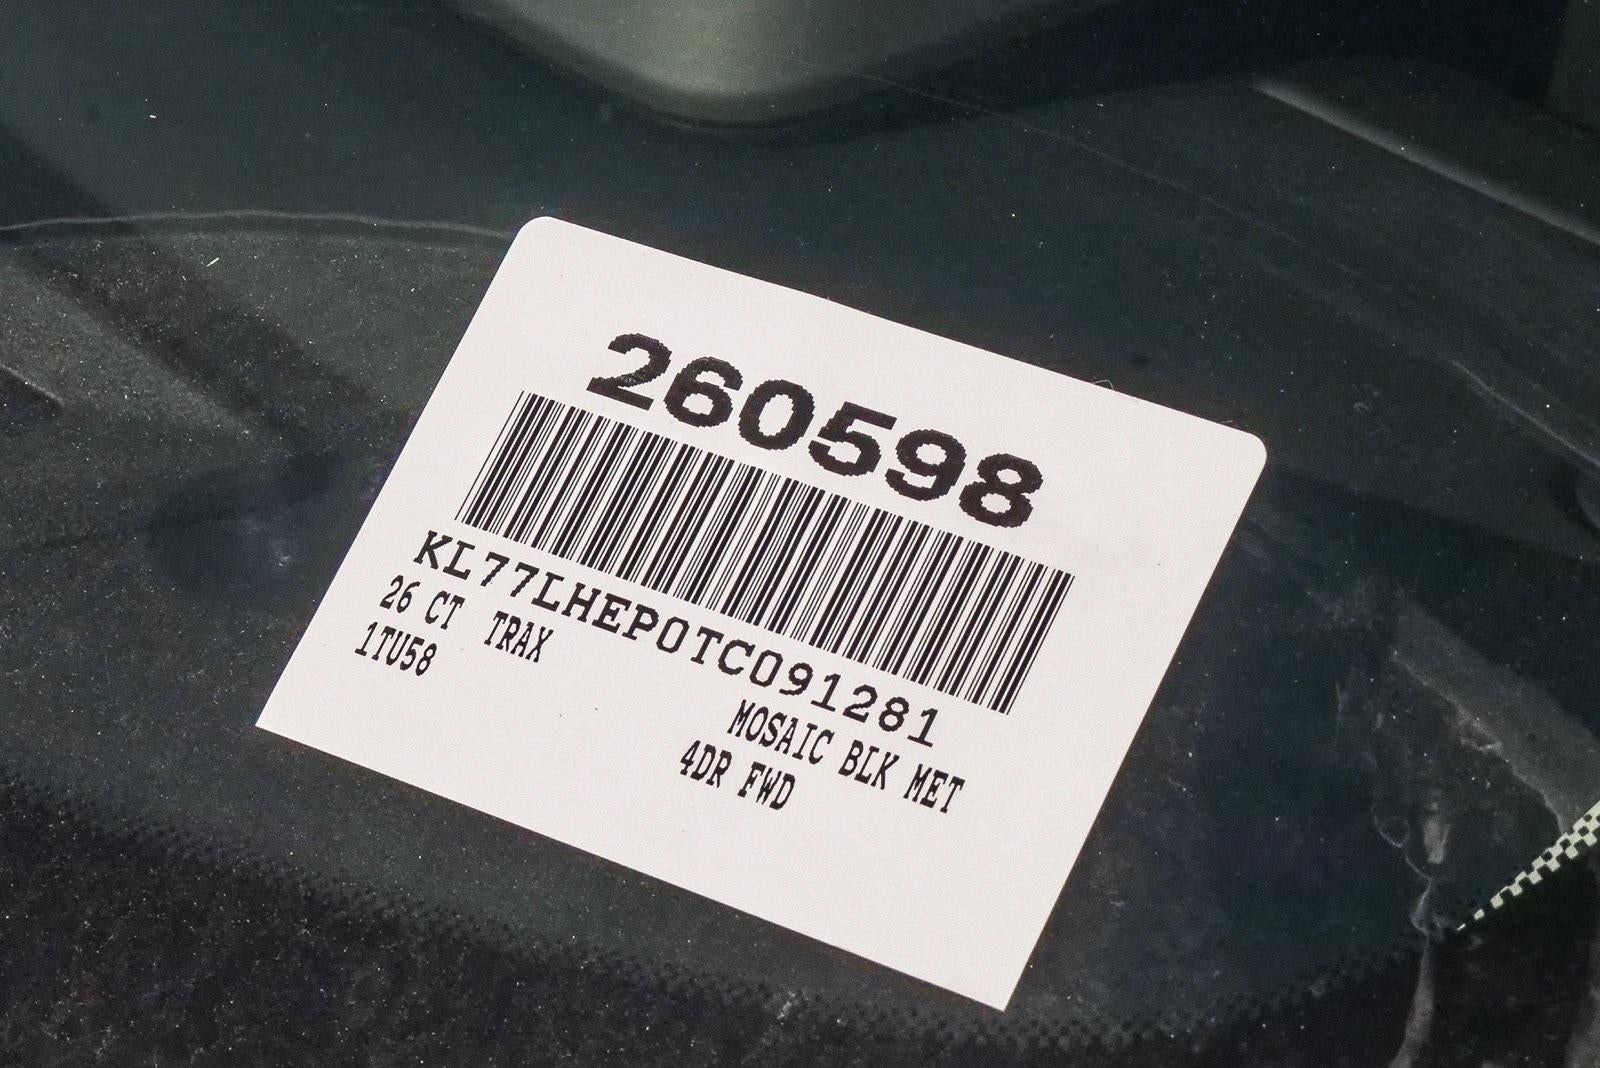 260598
KL77LHEP0TC091281
26 CT TRAX
1TU58
MOSAIC BLK MET
4DR FWD